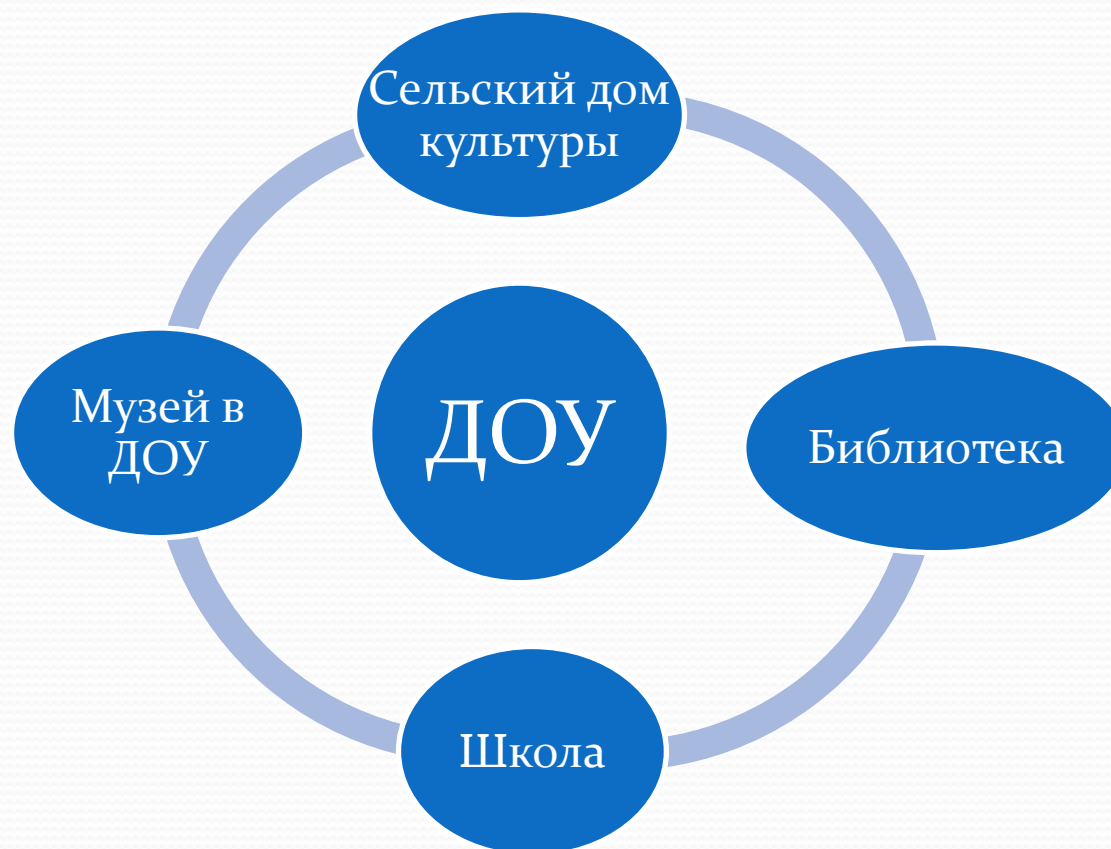 Сельский дом
культуры
Музей в
ДОУ
ДОУ
Библиотека
Школа